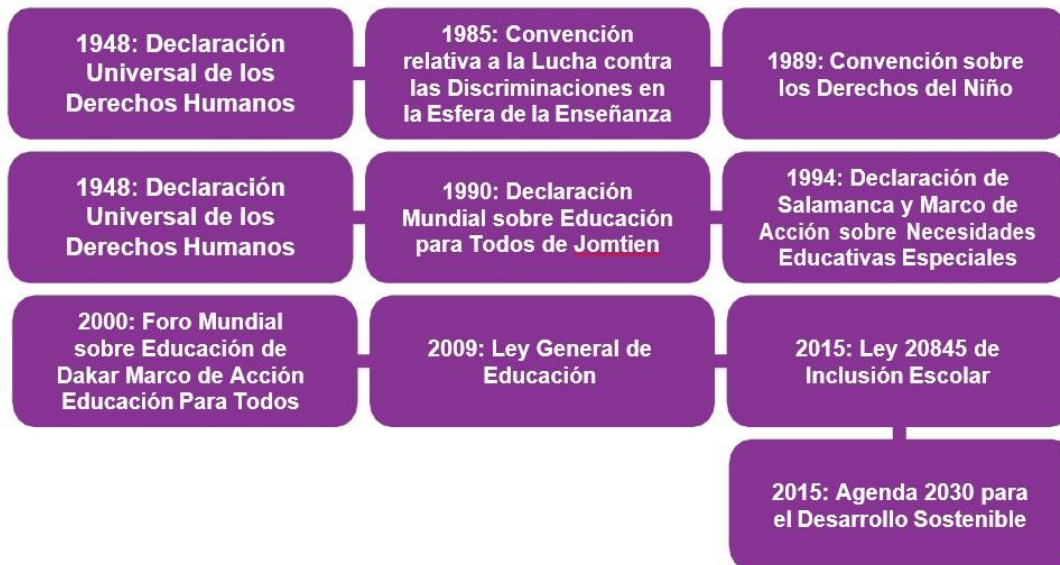 1948: Declaración
Universal de los
Derechos Humanos
1985: Convención
relativa a la Lucha contra
las Discriminaciones en
la Esfera de la Enseñanza
1989: Convención sobre
los Derechos del Niño
1948: Declaración
Universal de los
Derechos Humanos
1990: Declaración
Mundial sobre Educación
para Todos de Jomtien
1994: Declaración de
Salamanca y Marco de
Acción sobre Necesidades
Educativas Especiales
2000: Foro Mundial
sobre Educación de
Dakar Marco de Acción
Educación Para Todos
2009: Ley General de
Educación
2015: Ley 20845 de
Inclusión Escolar
2015: Agenda 2030 para
el Desarrollo Sostenible